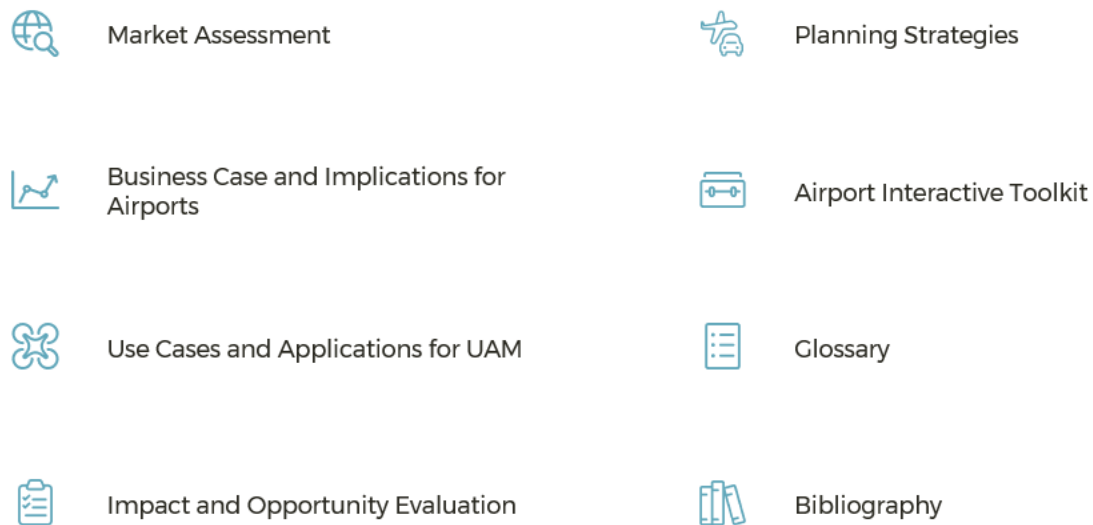 Market Assessment
Business Case and Implications for
Airports
Use Cases and Applications for UAM
Impact and Opportunity Evaluation
Planning Strategies
Airport Interactive Toolkit
Glossary
Bibliography